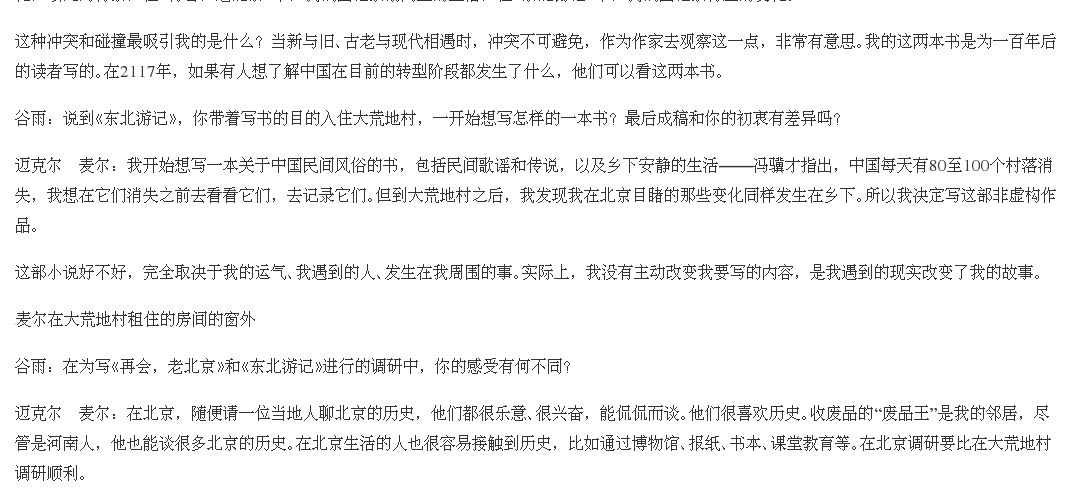 这种冲突和碰撞最吸引我的是什么？当新与旧、古老与现代相遇时，冲突不可避免，作为作家去观察这一点，非常有意思。我的这两本书是为一百年后
的读者写的。在2117年，如果有人想了解中国在目前的转型阶段都发生了什么，他们可以看这两本书。
谷雨：说到《东北游记》，你带着写书的目的入住大荒地村，一开始想写怎样的一本书？最后成稿和你的初衷有差异吗？
迈克尔　麦尔：我开始想写一本关于中国民间风俗的书，包括民间歌谣和传说，以及乡下安静的生活——冯骥才指出，中国每天有80至100个村落消
失，我想在它们消失之前去看看它们，去记录它们。但到大荒地村之后，我发现我在北京目睹的那些变化同样发生在乡下。所以我决定写这部非虚构作
品。
这部小说好不好，完全取决于我的运气、我遇到的人、发生在我周围的事。实际上，我没有主动改变我要写的内容，是我遇到的现实改变了我的故事。
麦尔在大荒地村租住的房间的窗外
谷雨：在为写《再会，老北京》和《东北游记》进行的调研中，你的感受有何不同？
迈克尔　麦尔：在北京，随便请一位当地人聊北京的历史，他们都很乐意、很兴奋，能侃侃而谈。他们很喜欢历史。收废品的“废品王”是我的邻居，尽
管是河南人，他也能谈很多北京的历史。在北京生活的人也很容易接触到历史，比如通过博物馆、报纸、书本、课堂教育等。在北京调研要比在大荒地村
调研顺利。